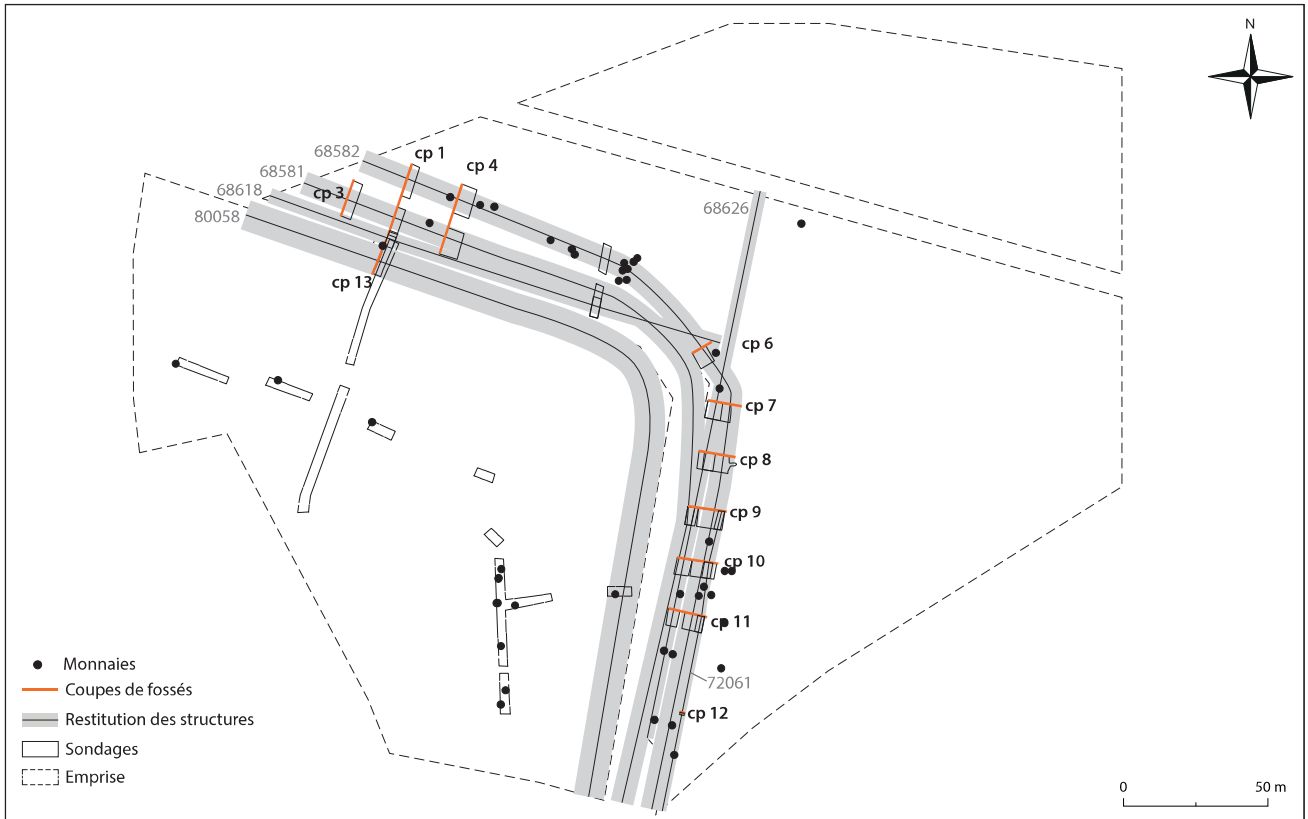 N
68582
cp 1
cp 4
68581
cp 3
68618
80058
68626
cp 13
cp 6
cp 7
cp 8
cp 9
cp 10
cp 11
72061
cp 12
Monnaies
Coupes de fossés
Restitution des structures
Sondages
Emprise
0 50 m